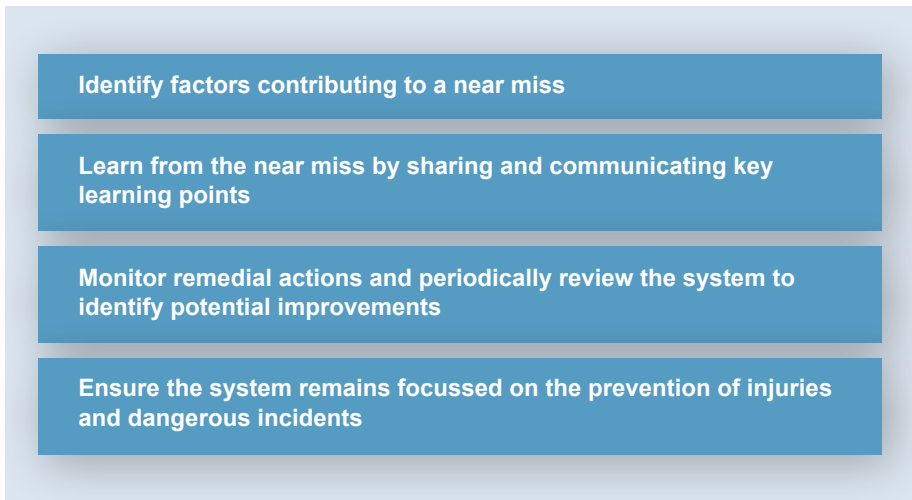 Identify factors contributing to a near miss
Learn from the near miss by sharing and communicating key
learning points
Monitor remedial actions and periodically review the system to
identify potential improvements
Ensure the system remains focussed on the prevention of injuries
and dangerous incidents